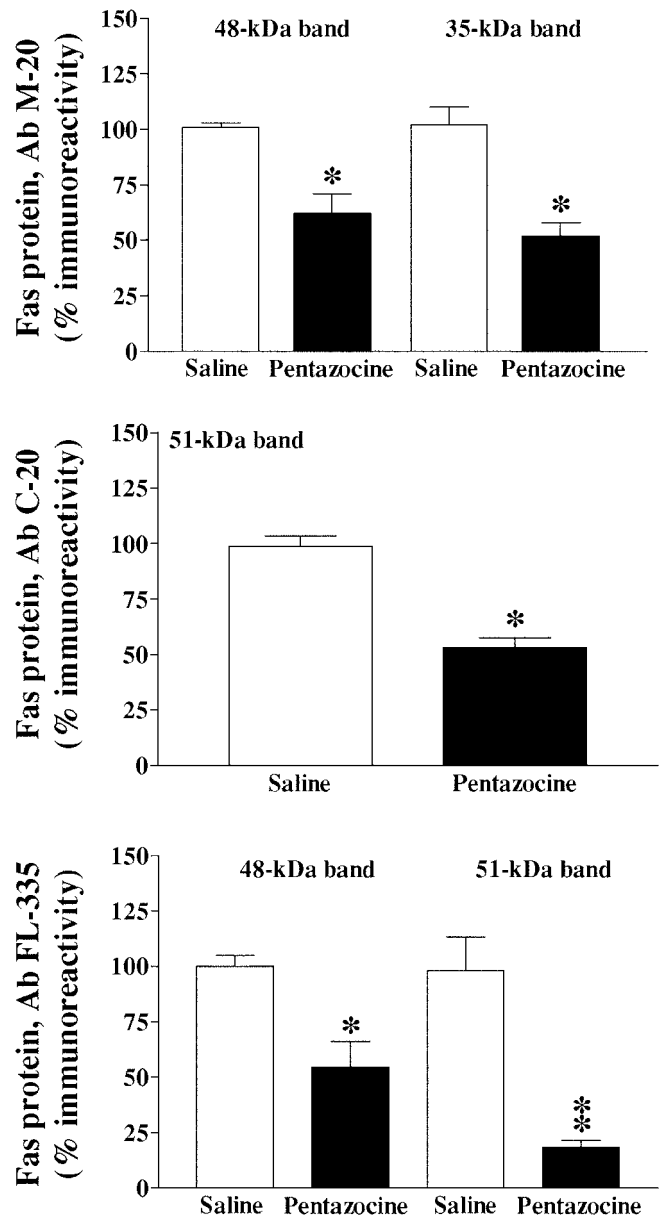 Fas protein, Ab M-20
(% immunoreactivity)
150
125
100
75
50
25
0
48-kDa band 35-kDa band
*
*
Saline Pentazocine Saline Pentazocine
Fas protein, Ab C-20
(% immunoreactivity)
150
125
100
75
50
25
0
51-kDa band
*
Saline Pentazocine
Fas protein, Ab FL-335
(% immunoreactivity)
150
125
100
75
50
25
0
48-kDa band 51-kDa band
*
*
*
Saline Pentazocine Saline Pentazocine